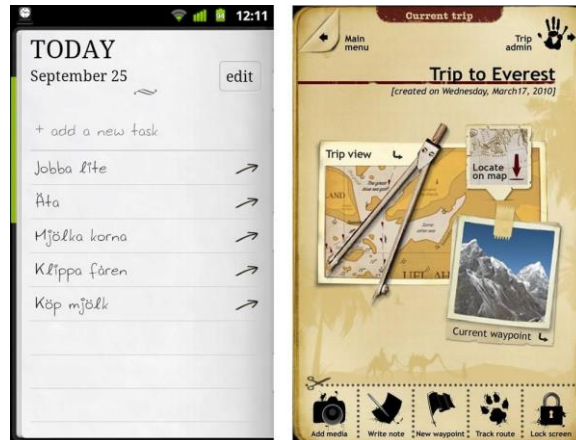 12:11
TODAY
September 25
edit
+ add a new task
Jobba lite
Äta
Mjölka korna
Klippa fåren
Köp mjölk
Current trip
Main
menu
Trip
admin
Trip to Everest
[created on Wednesday, March17, 2010]
Trip view
Locate
on map
Current waypoint
Add media
Write note
New waypoint
Track route
Lock screen